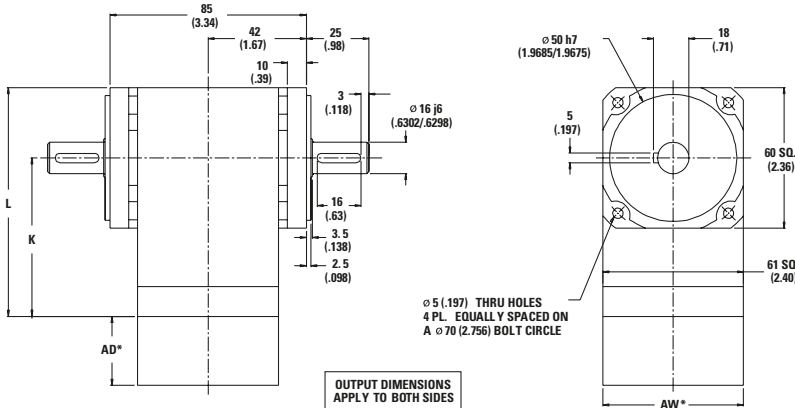 85
(3.34)
42
(1.67)
25
(.98)
10
(.39)
3
(.118)
Ø 16 j6
(.6302/.6298)
16
(.63)
3.5
(.138)
2.5
(.098)
L
K
AD*
OUTPUT DIMENSIONS
APPLY TO BOTH SIDES
Ø 50 h7
(1.9685/1.9675)
18
(.71)
5
(.197)
60 SQ.
(2.36)
61 SQ
(2.40)
Ø 5 (.197) THRU HOLES
4 PL. EQUALLY SPACED ON
A Ø 70 (2.756) BOLT CIRCLE
AW*